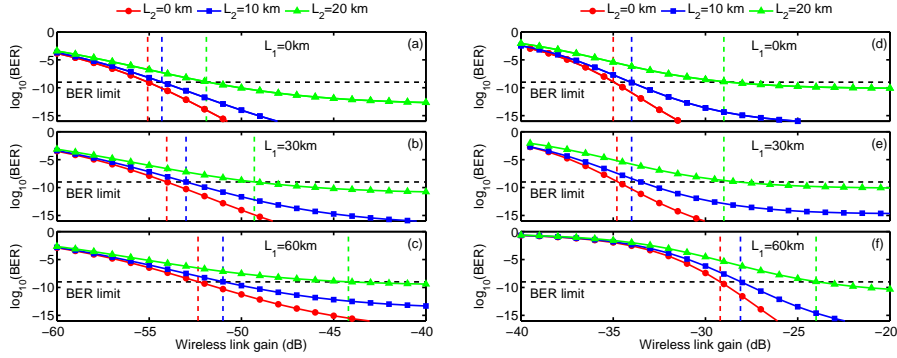 L2=0 km L2=10 km L2=20 km
0
−5
−10
−15
log10(BER)
L1=0km
(a)
BER limit
−5
−10
−15
log10(BER)
L1=30km
(b)
BER limit
0
−5
−10
−15
log10(BER)
L1=60km
(c)
BER limit
−60 −55 −50 −45 −40
Wireless link gain (dB)
L2=0 km L2=10 km L2=20 km
0
−5
−10
−15
log10(BER)
L1=0km
(d)
BER limit
0
−5
−10
−15
log10(BER)
L1=30km
(e)
BER limit
0
−5
−10
−15
log10(BER)
L1=60km
(f)
BER limit
−40 −35 −30 −25 −20
Wireless link gain (dB)